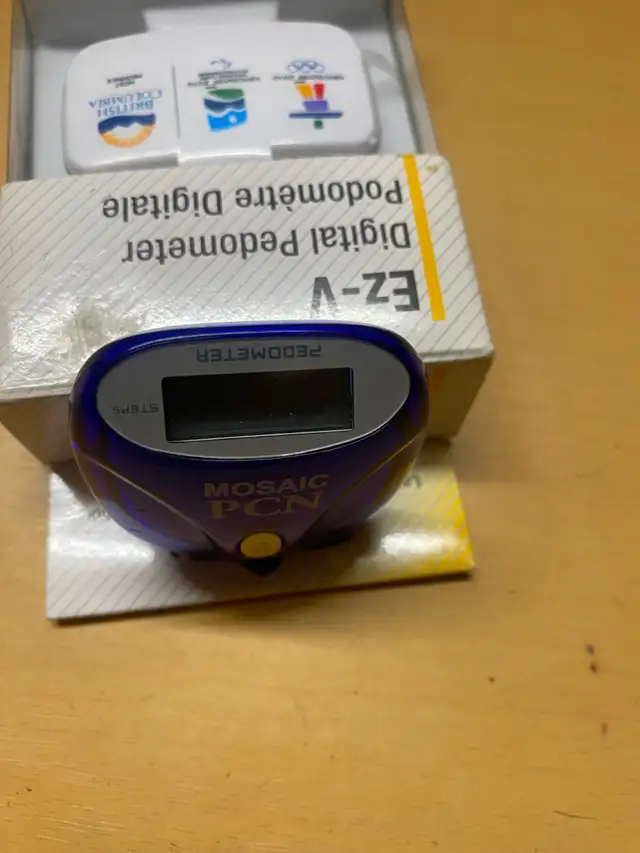 Ez-V
Digital Pedometer
Podomètre Digitale
PEDOMETER
STEPS
MOSAIC
PCN
BRITISH
COLUMBIA